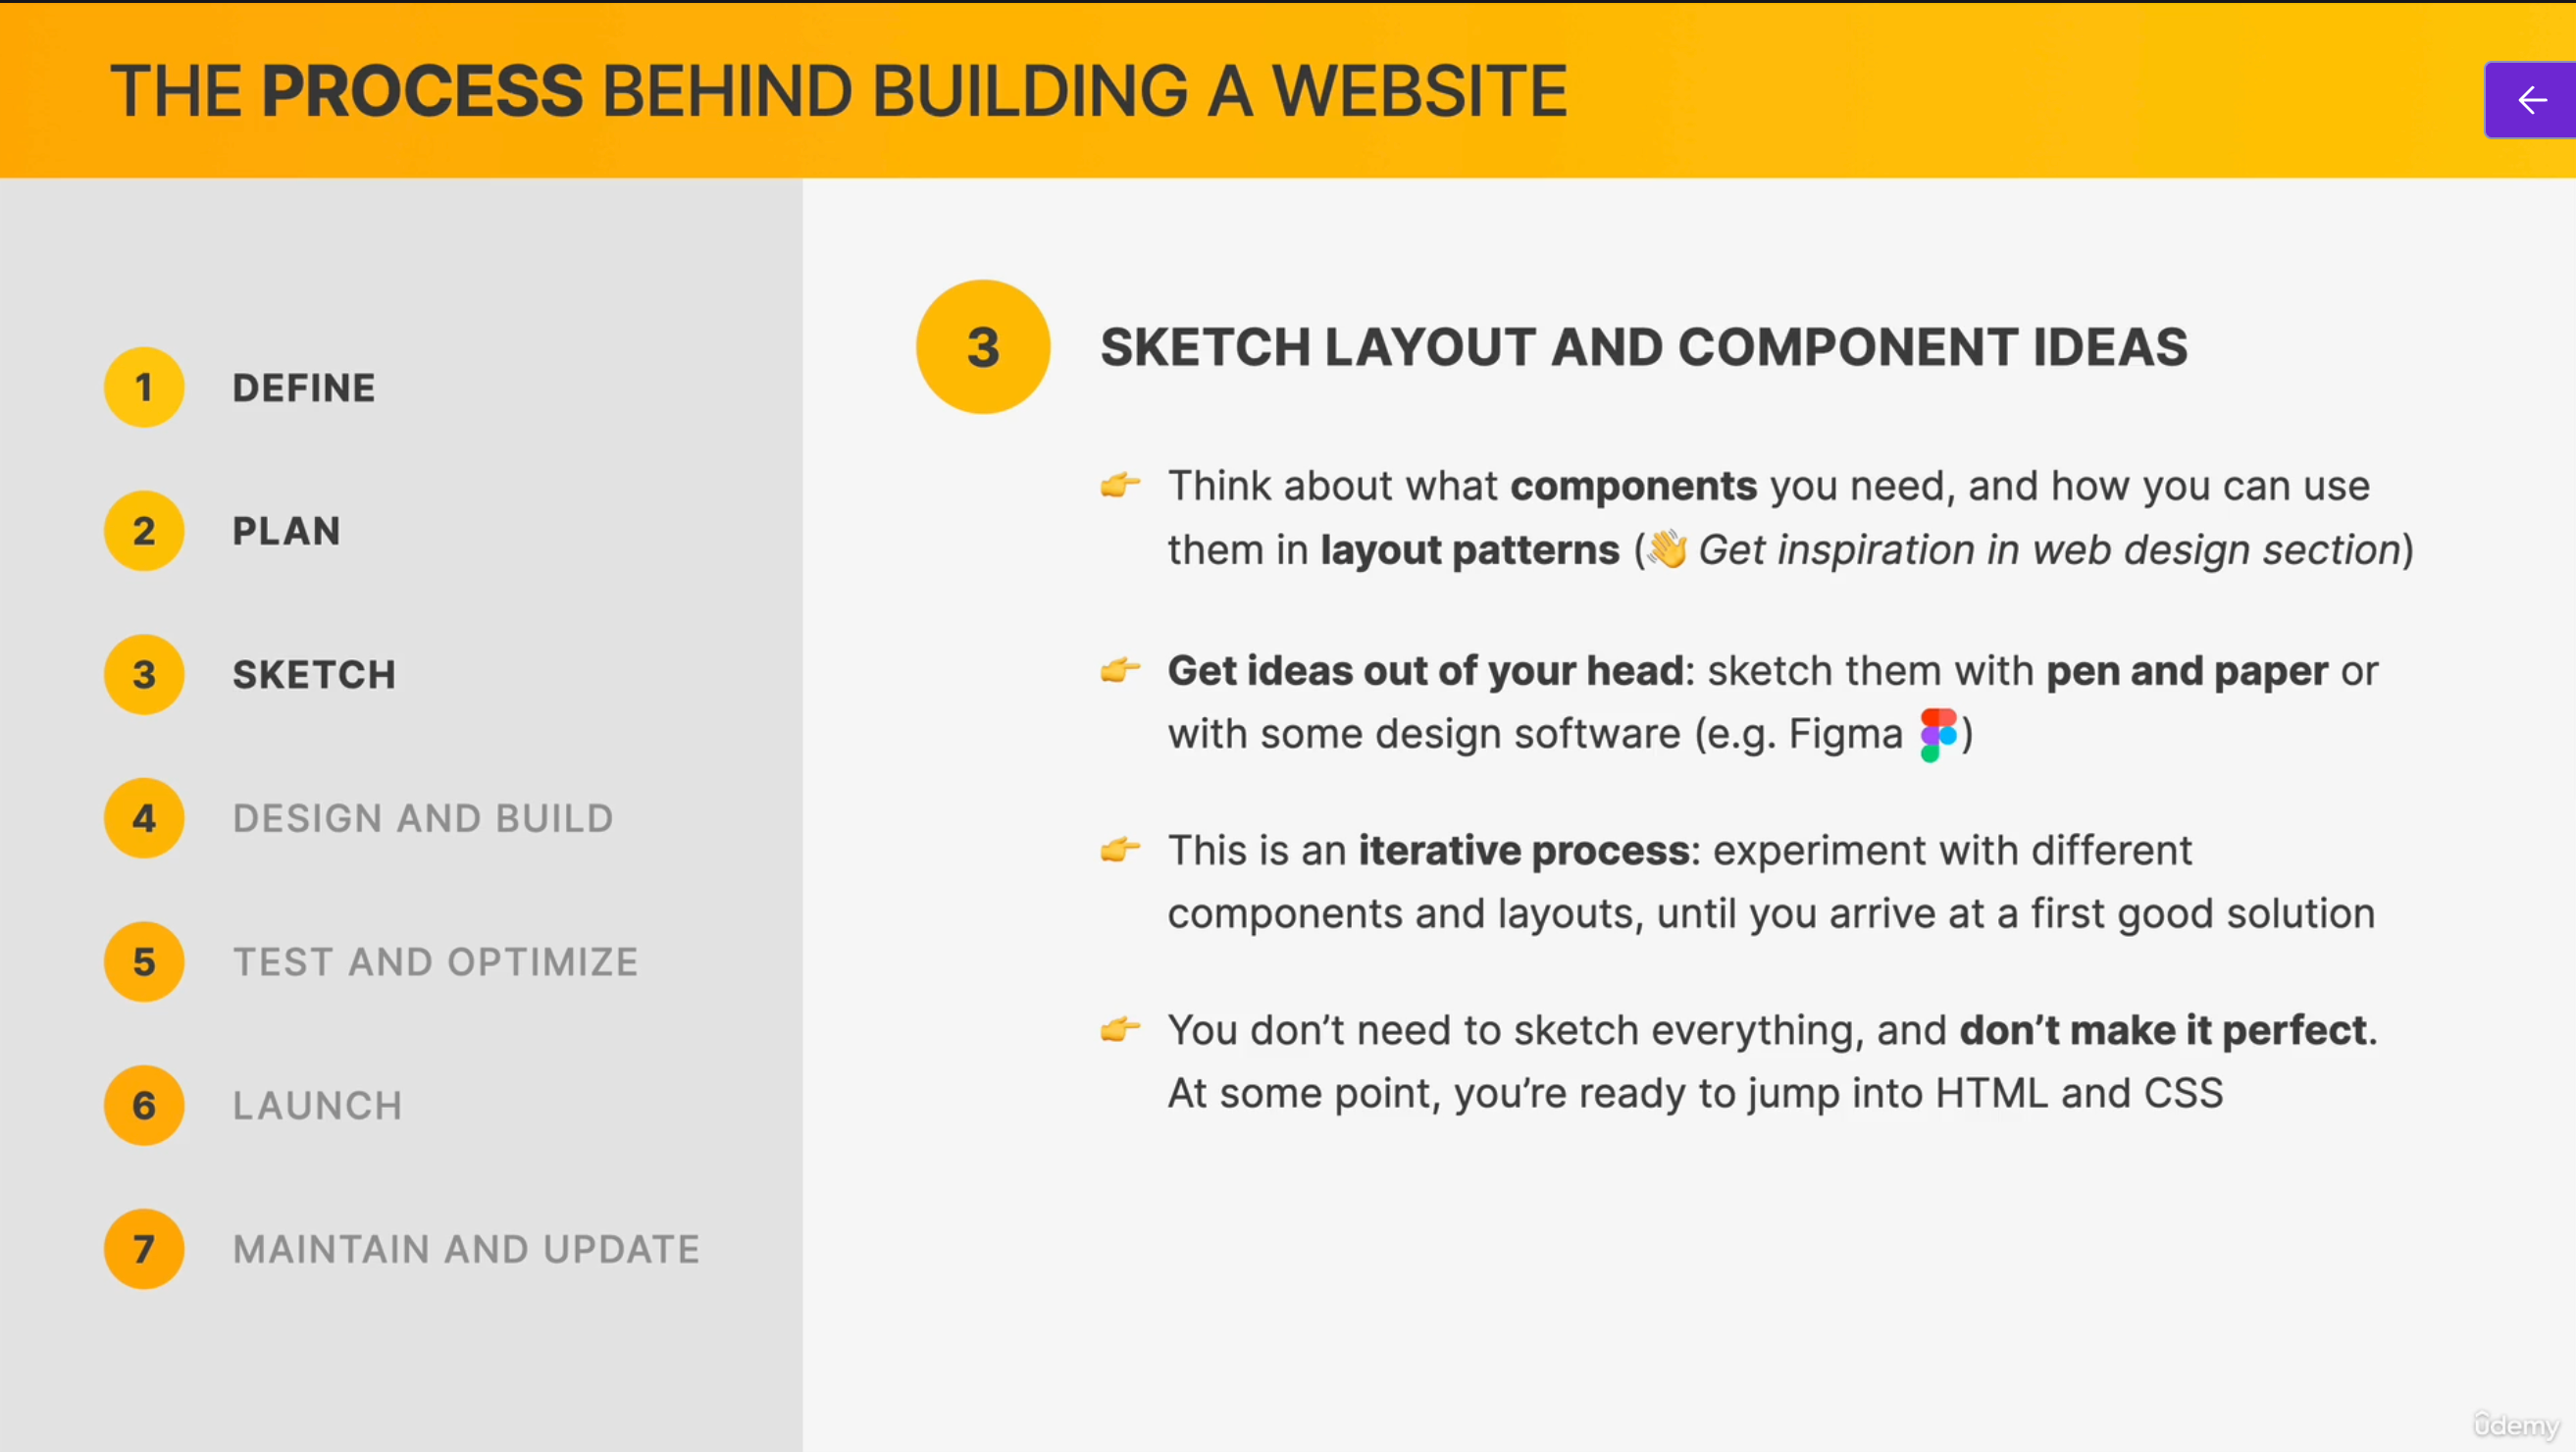 THE PROCESS BEHIND BUILDING A WEBSITE
1 DEFINE
2 PLAN
3 SKETCH
4 DESIGN AND BUILD
5 TEST AND OPTIMIZE
6 LAUNCH
7 MAINTAIN AND UPDATE
3 SKETCH LAYOUT AND COMPONENT IDEAS
👉 Think about what components you need, and how you can use
them in layout patterns (👋 Get inspiration in web design section)
👉 Get ideas out of your head: sketch them with pen and paper or
with some design software (e.g. Figma )
👉 This is an iterative process: experiment with different
components and layouts, until you arrive at a first good solution
👉 You don’t need to sketch everything, and don’t make it perfect.
At some point, you’re ready to jump into HTML and CSS
ûdemy